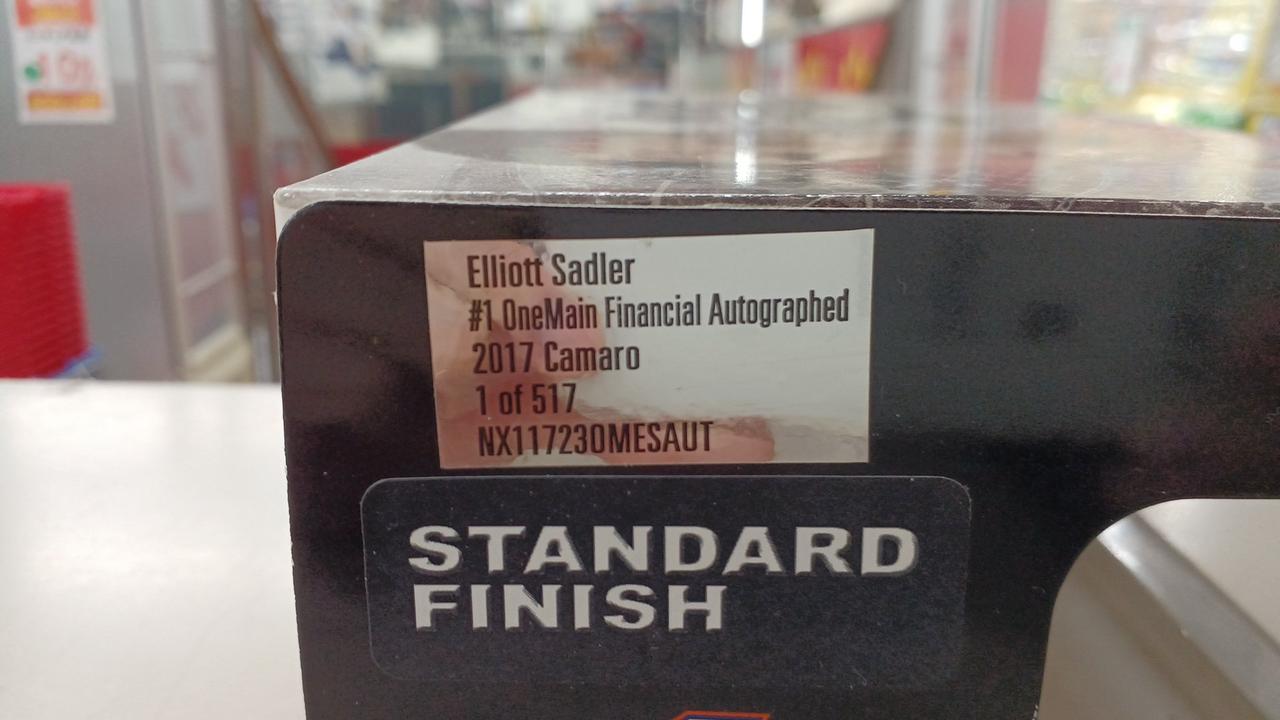 Elliott Sadler
#1 OneMain Financial Autographed
2017 Camaro
1 of 517
NX117230MESAUT
STANDARD
FINISH